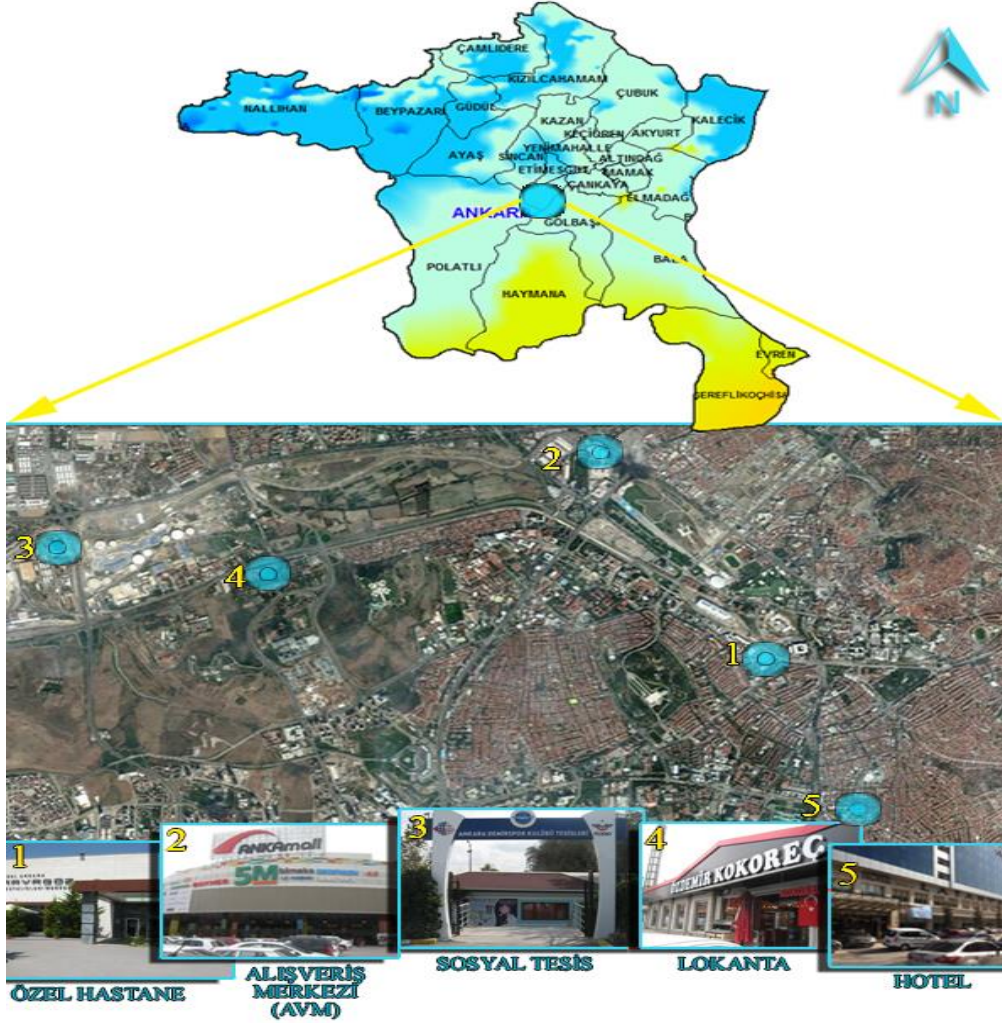 ÇAMLIDERE
KIZILCAHAMAM
ÇUBUK
NALLIHAN
BEYPAZARI
GÜDÜL
KALECİK
KAZAN
KEÇİÖREN
AKYURT
YENİMAHALLE
AYAŞ
SİNCAN
ALTINDAĞ
ETİMESGUT
MAMAK
ÇANKAYA
ELMADAĞ
ANKARA
GÖLBAŞI
POLATLI
BALA
HAYMANA
EVREN
ŞEREFLİKOÇHİSA
N
2
3
4
1
5
1
2
ANKAmall
5M
3
ANKARA DEMİRSPOR KULÜBÜ TESİSLERİ
4
ÖZDEMİR KOKOREÇ
5
ÖZEL HASTANE
ALIŞVERİŞ
MERKEZİ
(AVM)
SOSYAL TESİS
LOKANTA
HOTEL